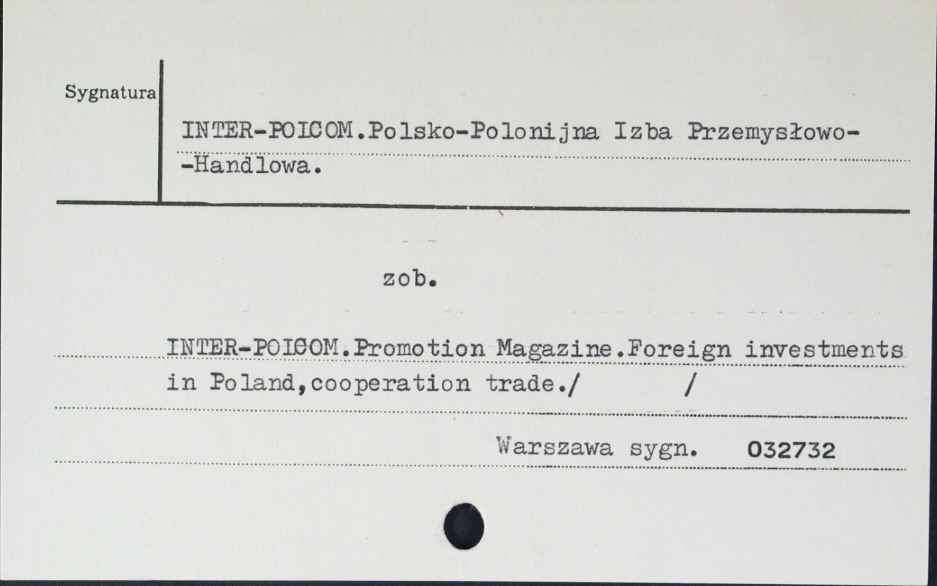 Sygnatura
INTER-POLCOM.Polsko-Polonijna Izba Przemysłowo-
-Handlowa.
zob.
INTER-POLCOM.Promotion Magazine.Foreign investments
in Poland,cooperation trade./ /
Warszawa sygn. 032732